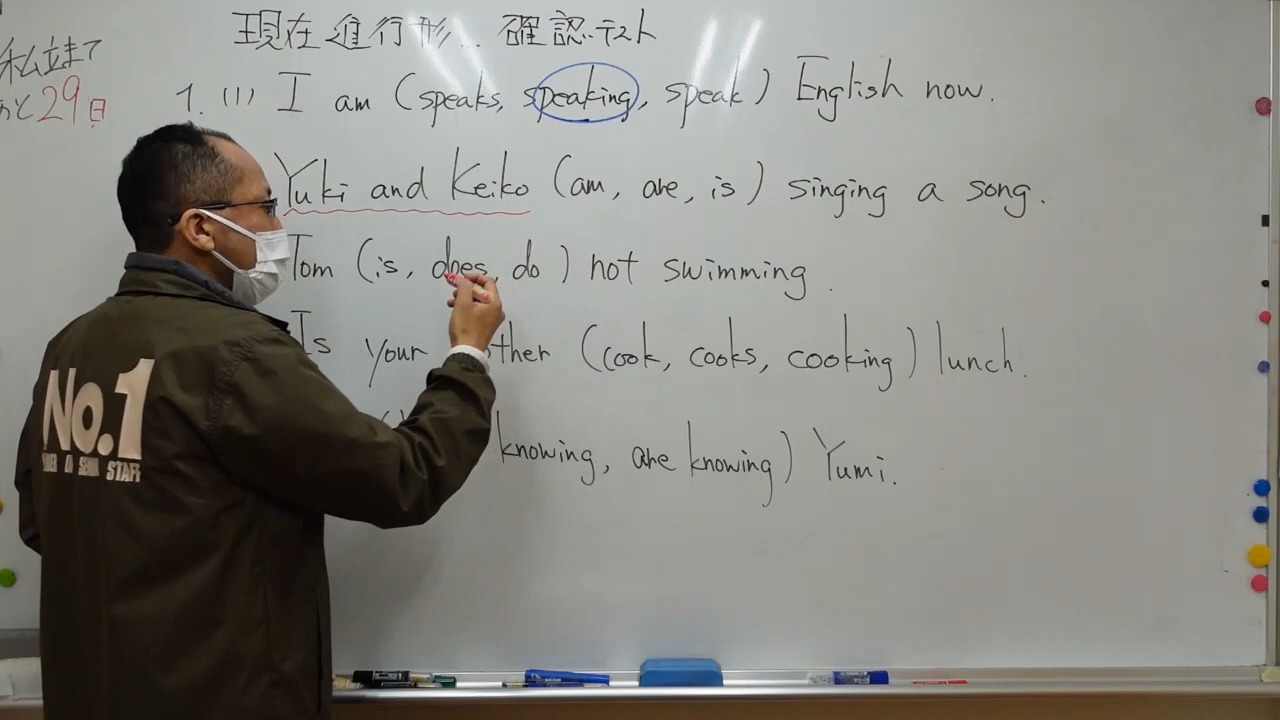 現在進行形… 確認テスト
私立まで
あと29日
1. (1) I am (speaks, speaking, speak) English now.
Yuki and Keiko (am, are, is) singing a song.
Tom (is, does, do) not swimming.
Is your ther (cook, cooks, cooking) lunch.
knowing, are knowing) Yumi.
No.1
STAFF